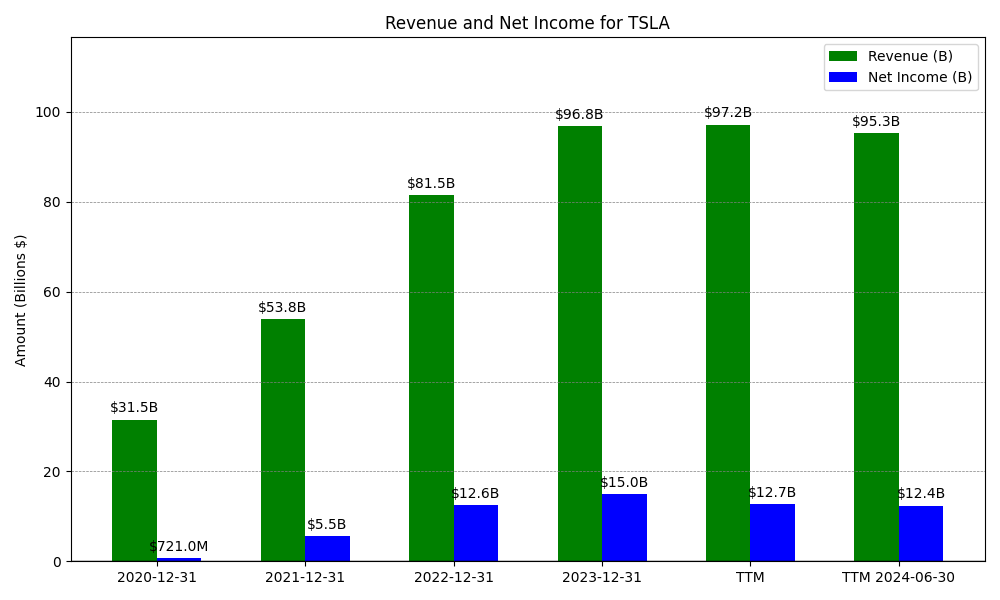 Revenue and Net Income for TSLA
Revenue (B)
Net Income (B)
Amount (Billions $)
100
80
60
40
20
0
$31.5B
$721.0M
$53.8B
$5.5B
$81.5B
$12.6B
$96.8B
$15.0B
$97.2B
$12.7B
$95.3B
$12.4B
2020-12-31
2021-12-31
2022-12-31
2023-12-31
TTM
TTM 2024-06-30